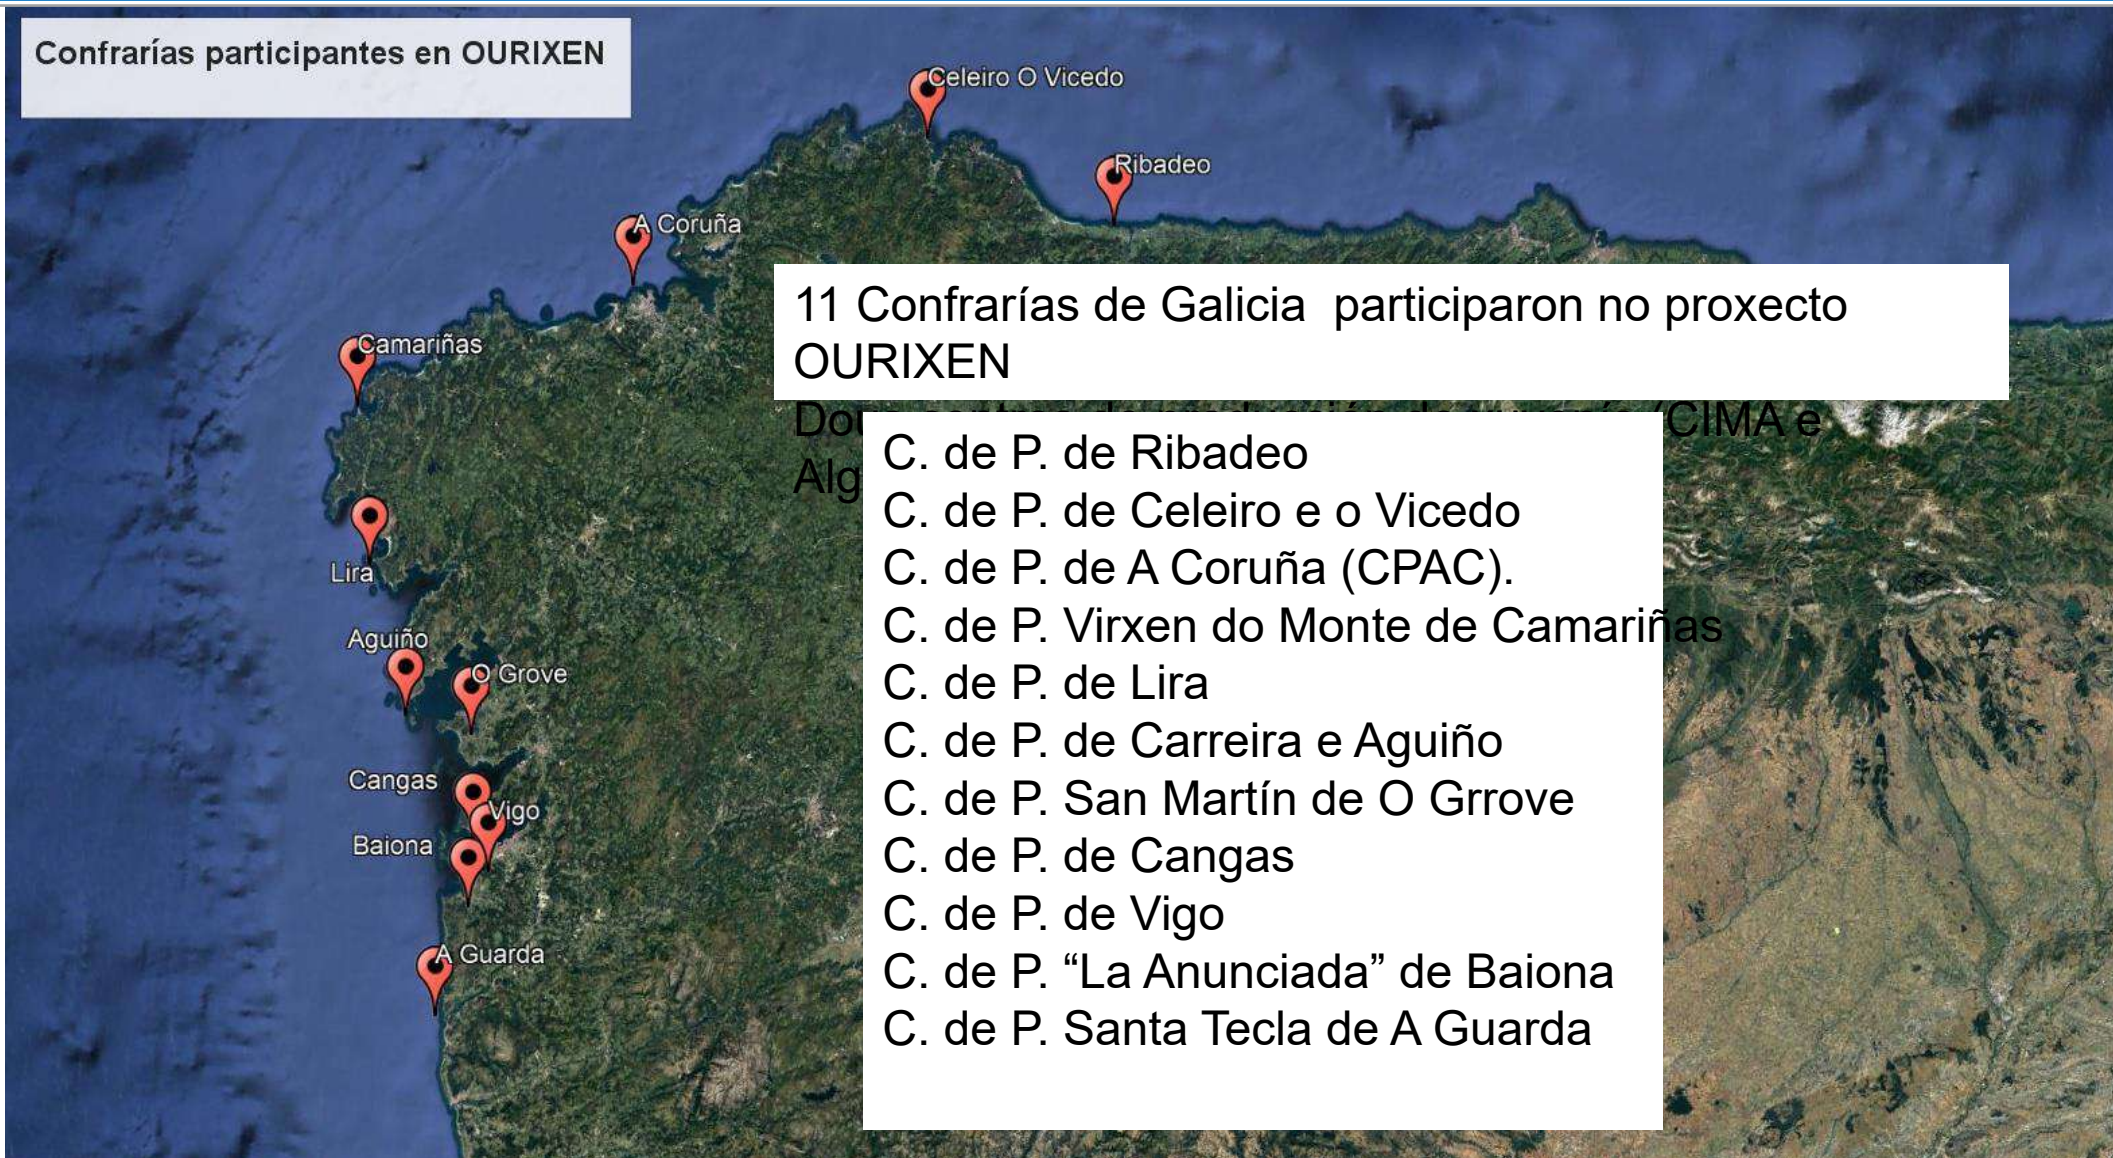 Confrarías participantes en OURIXEN
Celeiro O Vicedo
Ribadeo
A Coruña
Camariñas
Lira
Aguiño
O Grove
Cangas
Vigo
Baiona
A Guarda
11 Confrarías de Galicia participaron no proxecto
OURIXEN
(CIMA e
C. de P. de Ribadeo
C. de P. de Celeiro e o Vicedo
C. de P. de A Coruña (CPAC).
C. de P. Virxen do Monte de Camariñas
C. de P. de Lira
C. de P. de Carreira e Aguiño
C. de P. San Martín de O Grrove
C. de P. de Cangas
C. de P. de Vigo
C. de P. “La Anunciada” de Baiona
C. de P. Santa Tecla de A Guarda